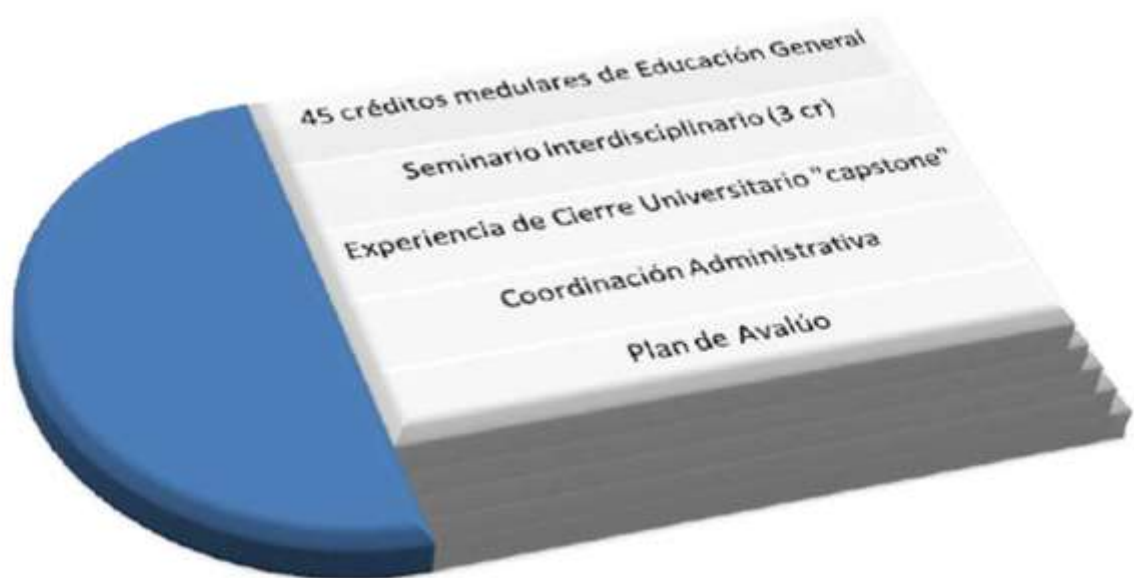 45 créditos medulares de Educación General
Seminario Interdisciplinario (3 cr)
Experiencia de Cierre Universitario "capstone"
Coordinación Administrativa
Plan de Avalúo